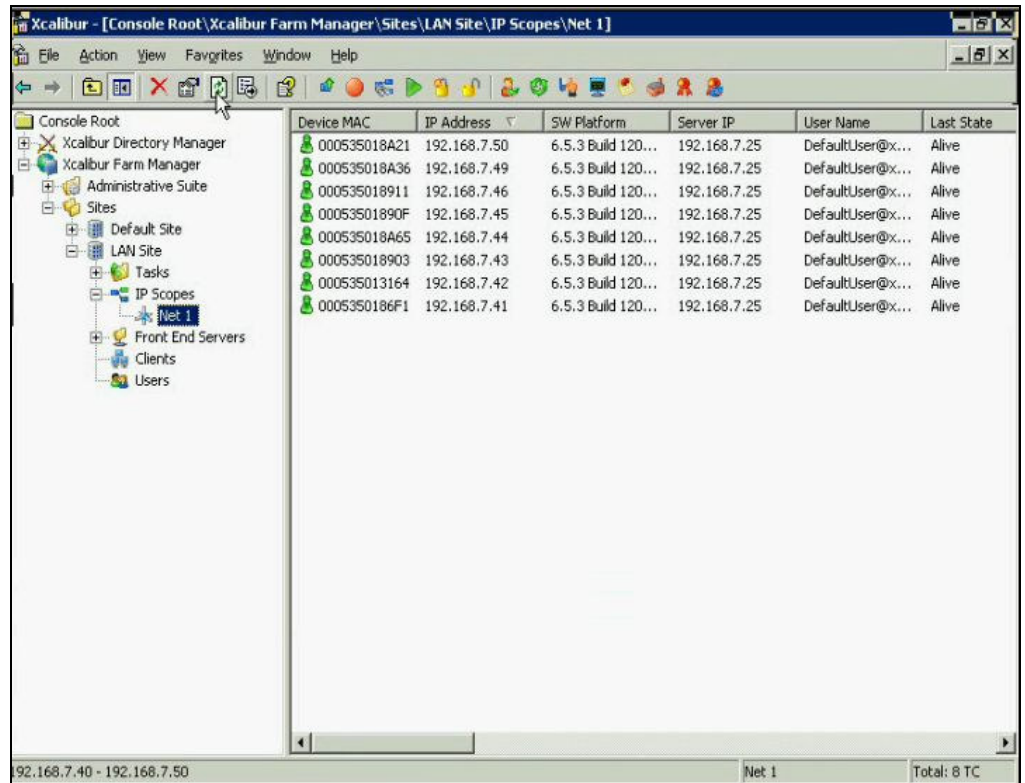 Xcalibur - [Console Root\Xcalibur Farm Manager\Sites\LAN Site\IP Scopes\Net 1]
File Action View Favorites Window Help
Console Root
Xcalibur Directory Manager
Xcalibur Farm Manager
Administrative Suite
Sites
Default Site
LAN Site
Tasks
IP Scopes
Net 1
Front End Servers
Clients
Users
Device MAC IP Address SW Platform Server IP User Name Last State
000535018A21 192.168.7.50 6.5.3 Build 120... 192.168.7.25 DefaultUser@x... Alive
000535018A36 192.168.7.49 6.5.3 Build 120... 192.168.7.25 DefaultUser@x... Alive
000535018911 192.168.7.46 6.5.3 Build 120... 192.168.7.25 DefaultUser@x... Alive
00053501890F 192.168.7.45 6.5.3 Build 120... 192.168.7.25 DefaultUser@x... Alive
000535018A65 192.168.7.44 6.5.3 Build 120... 192.168.7.25 DefaultUser@x... Alive
000535018903 192.168.7.43 6.5.3 Build 120... 192.168.7.25 DefaultUser@x... Alive
000535013164 192.168.7.42 6.5.3 Build 120... 192.168.7.25 DefaultUser@x... Alive
0005350186F1 192.168.7.41 6.5.3 Build 120... 192.168.7.25 DefaultUser@x... Alive
192.168.7.40 - 192.168.7.50 Net 1 Total: 8 TC